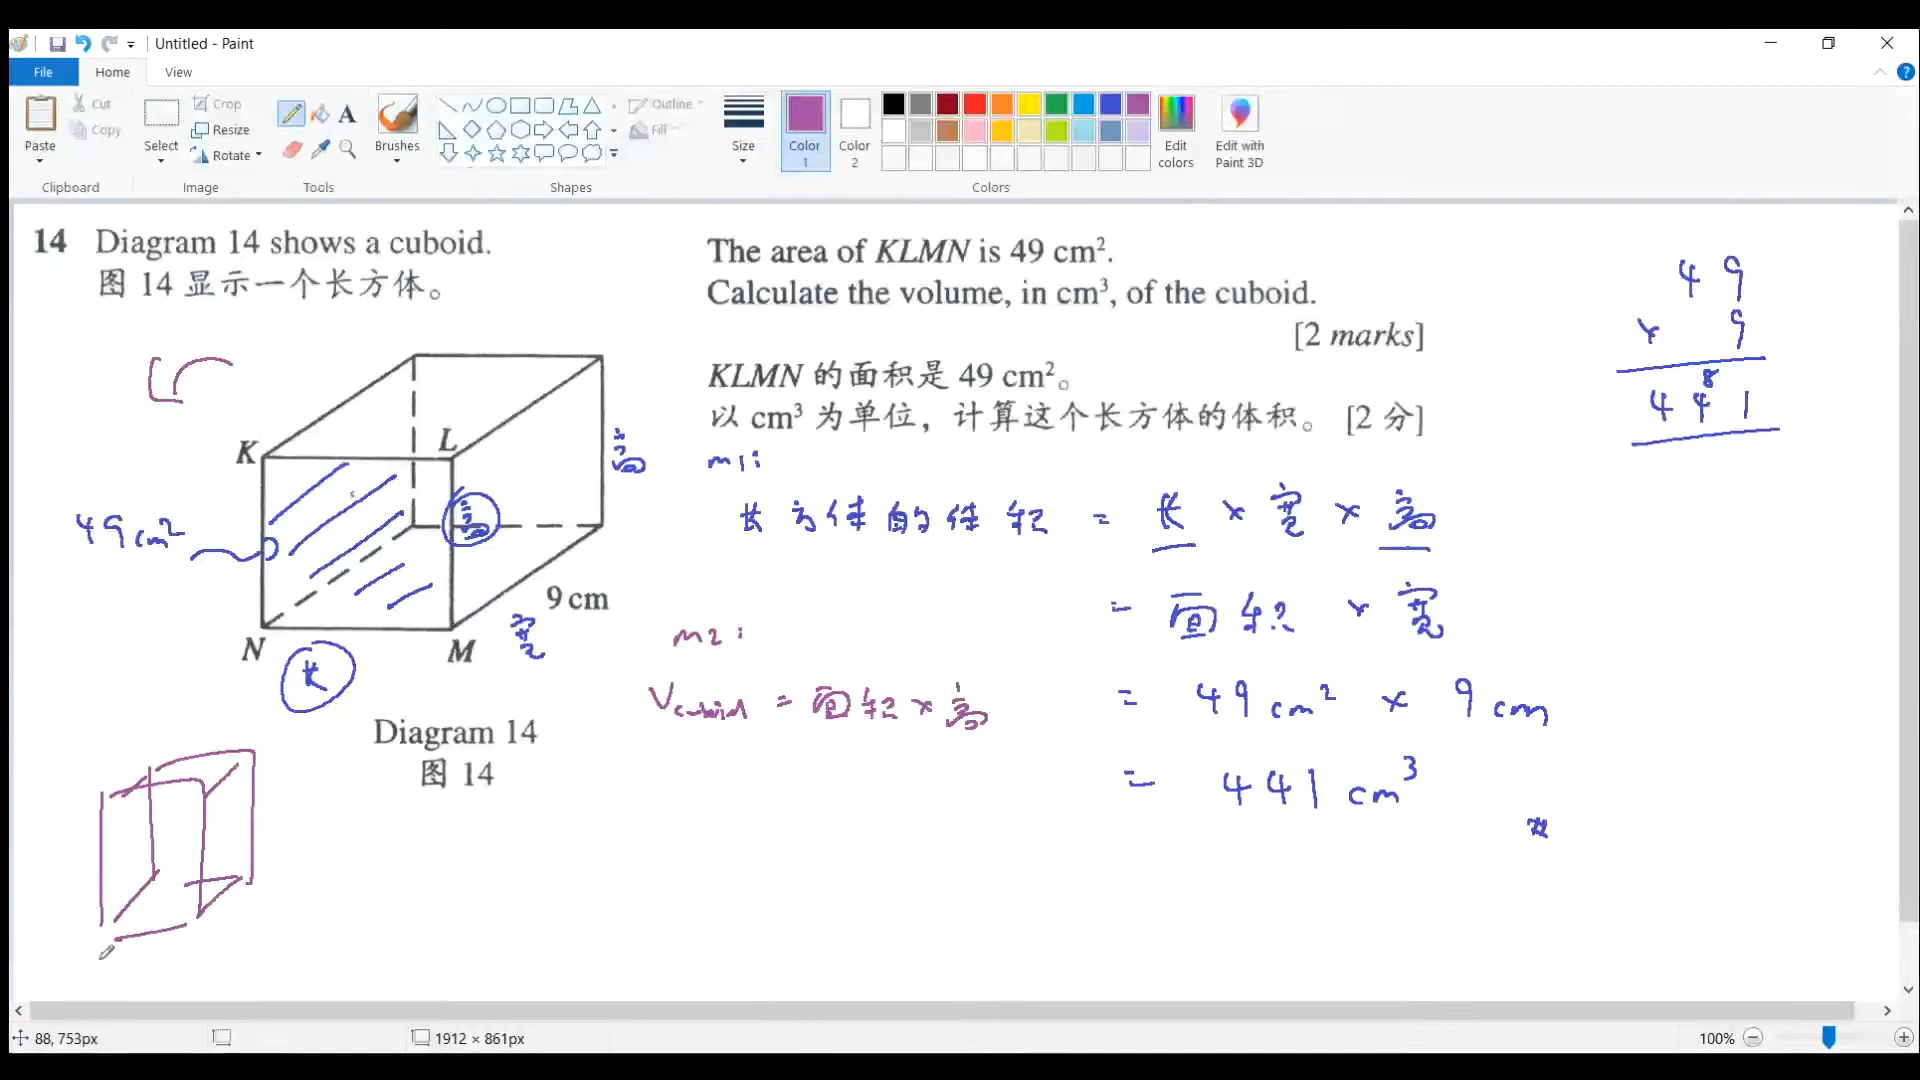 Untitled - Paint
File Home View
Paste
Cut
Copy
Clipboard
Select
Crop
Resize
Rotate
Image
Tools
Brushes
Outline
Fill
Shapes
Size
Color 1
Color 2
Edit colors
Edit with Paint 3D
Colors
14 Diagram 14 shows a cuboid.
图 14 显示一个长方体。
K
L
N
M
9 cm
49 cm²
高
高
宽
长
Diagram 14
图 14
The area of KLMN is 49 cm².
Calculate the volume, in cm³, of the cuboid.
[2 marks]
KLMN 的面积是 49 cm²。
以 cm³ 为单位，计算这个长方体的体积。 [2 分]
m1:
长方体的体积 = 长 × 宽 × 高
= 面积 × 宽
= 49 cm² × 9 cm
= 441 cm³
m2:
Vcuboid = 面积 × 高
49
× 9
8
441
88, 753px
1912 × 861px
100%